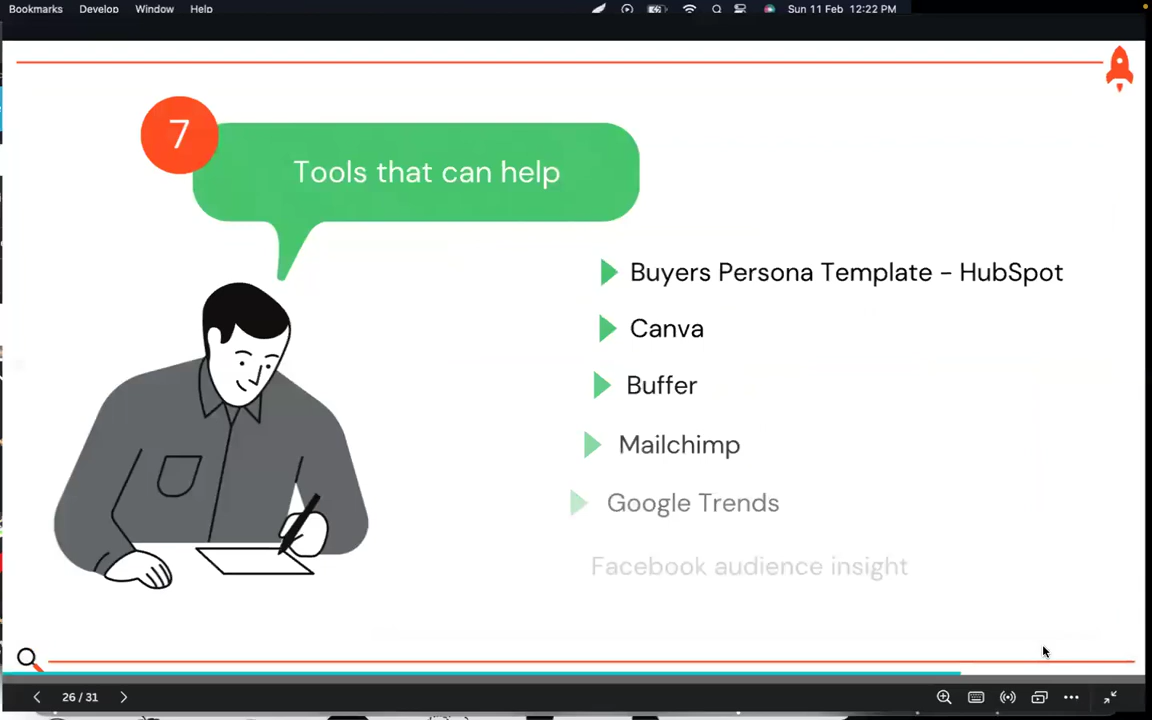 Bookmarks Develop Window Help Sun 11 Feb 12:22 PM
7
Tools that can help
Buyers Persona Template - HubSpot
Canva
Buffer
Mailchimp
Google Trends
Facebook audience insight
26 / 31